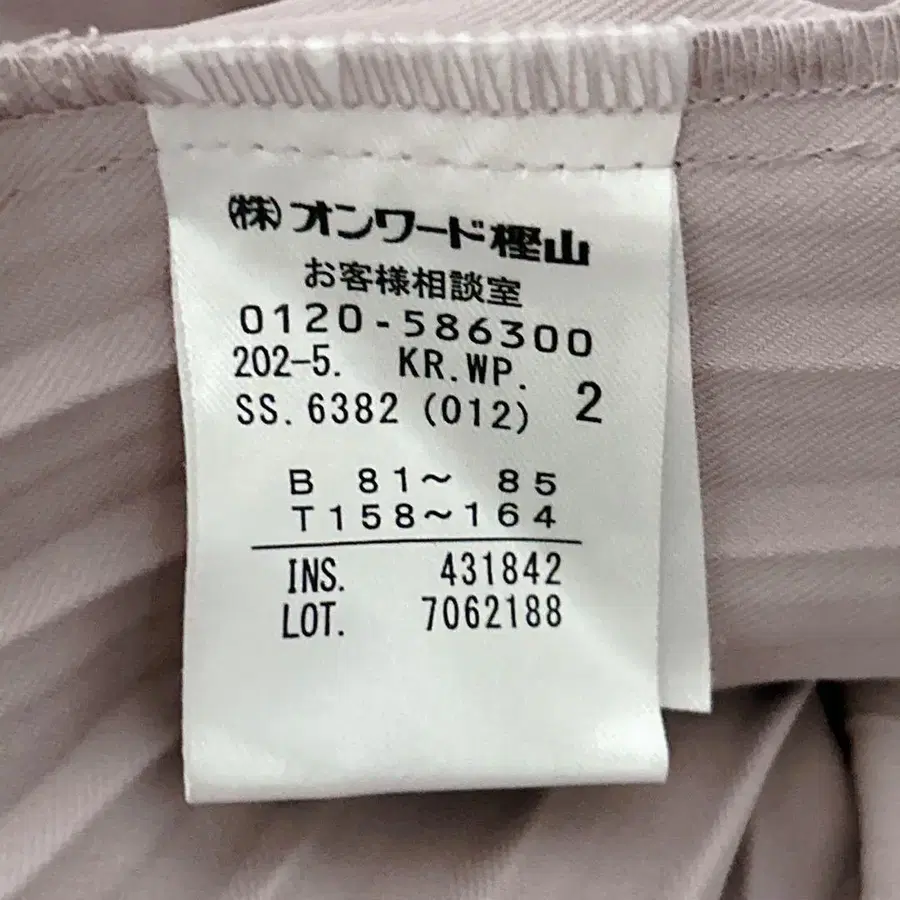 ㈱オンワード樫山
お客様相談室
0120-586300
202-5. KR.WP.
SS.6382 (012) 2
B 81～ 85
T158～164
INS. 431842
LOT. 7062188